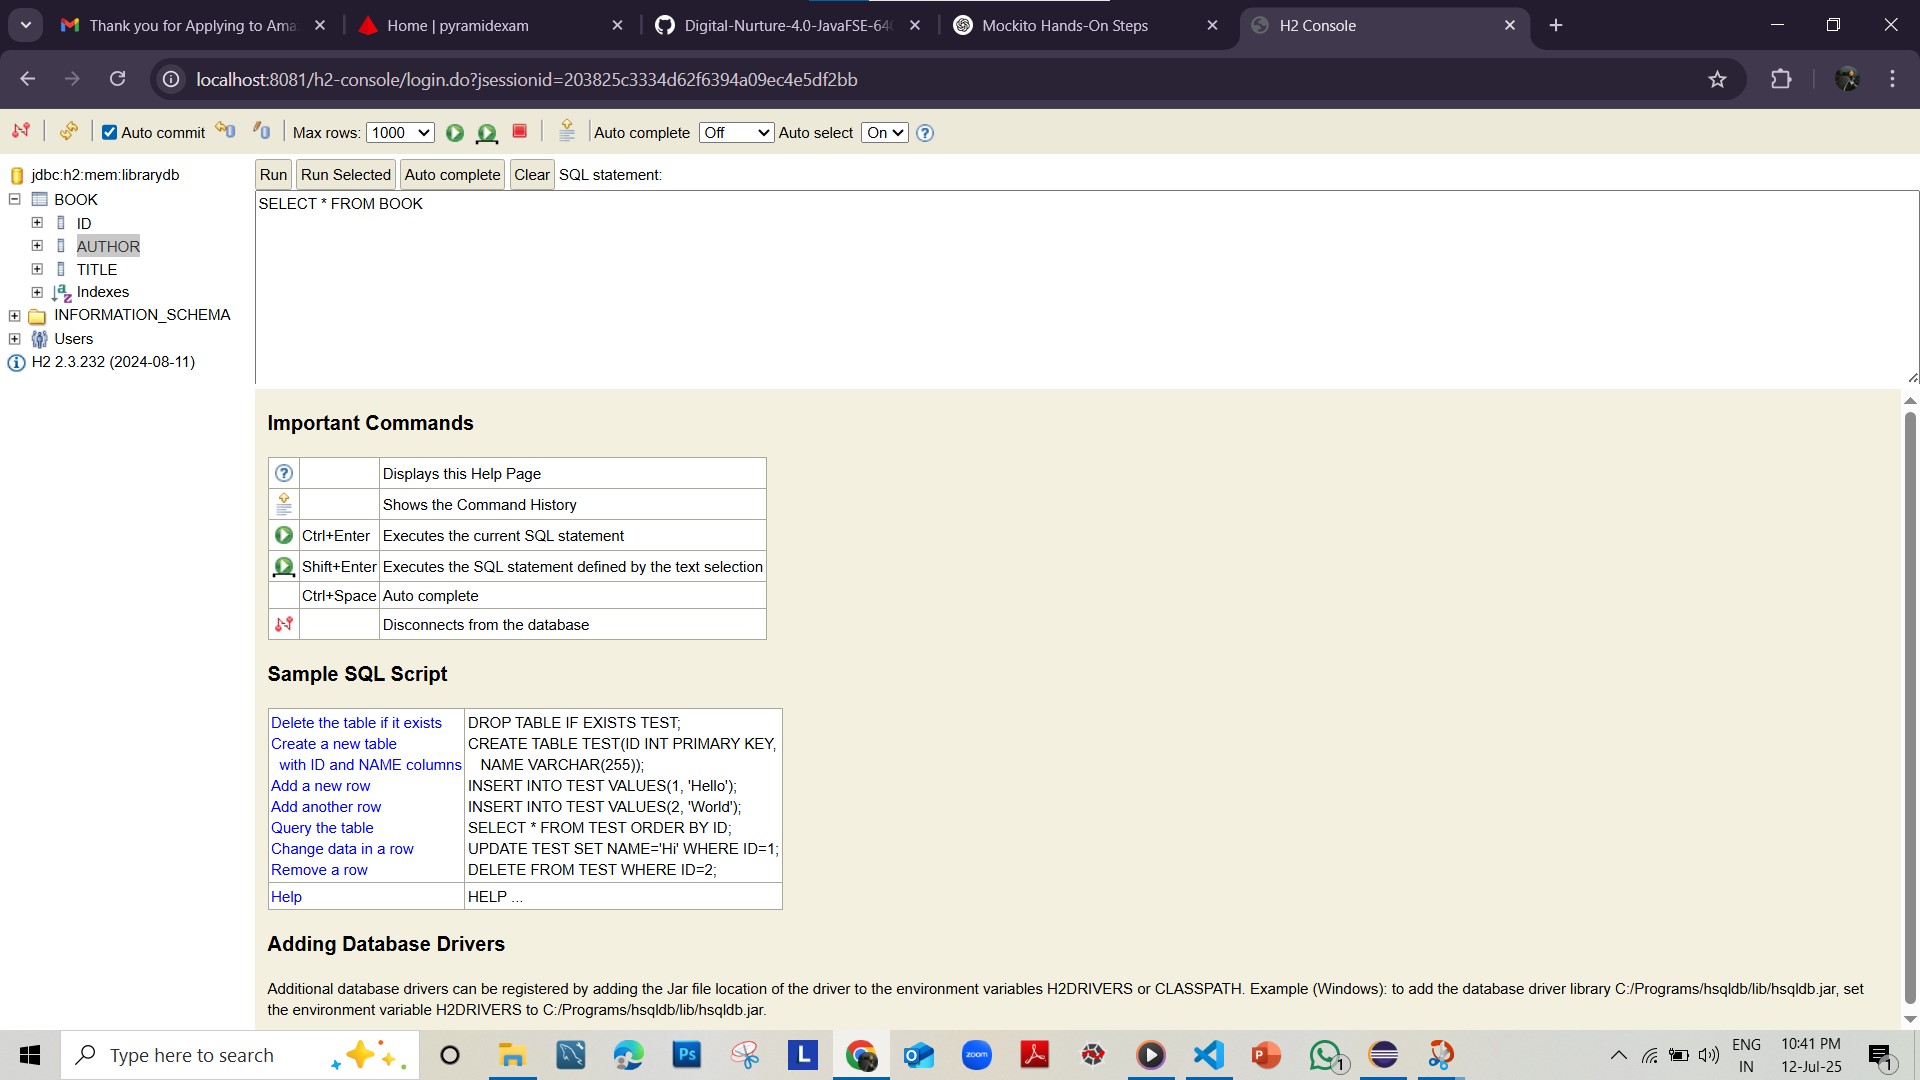 Thank you for Applying to Ama
Home | pyramidexam
Digital-Nurture-4.0-JavaFSE-64
Mockito Hands-On Steps
H2 Console
localhost:8081/h2-console/login.do?jsessionid=203825c3334d62f6394a09ec4e5df2bb
Auto commit
Max rows: 1000
Auto complete Off
Auto select On
jdbc:h2:mem:librarydb
BOOK
ID
AUTHOR
TITLE
Indexes
INFORMATION_SCHEMA
Users
H2 2.3.232 (2024-08-11)
Run Run Selected Auto complete Clear SQL statement:
SELECT * FROM BOOK
Important Commands
Displays this Help Page
Shows the Command History
Ctrl+Enter Executes the current SQL statement
Shift+Enter Executes the SQL statement defined by the text selection
Ctrl+Space Auto complete
Disconnects from the database
Sample SQL Script
Delete the table if it exists DROP TABLE IF EXISTS TEST;
Create a new table CREATE TABLE TEST(ID INT PRIMARY KEY,
with ID and NAME columns NAME VARCHAR(255));
Add a new row INSERT INTO TEST VALUES(1, 'Hello');
Add another row INSERT INTO TEST VALUES(2, 'World');
Query the table SELECT * FROM TEST ORDER BY ID;
Change data in a row UPDATE TEST SET NAME='Hi' WHERE ID=1;
Remove a row DELETE FROM TEST WHERE ID=2;
Help HELP ...
Adding Database Drivers
Additional database drivers can be registered by adding the Jar file location of the driver to the environment variables H2DRIVERS or CLASSPATH. Example (Windows): to add the database driver library C:/Programs/hsqldb/lib/hsqldb.jar, set
the environment variable H2DRIVERS to C:/Programs/hsqldb/lib/hsqldb.jar.
Type here to search
Ps
L
zoom
1
ENG
IN
10:41 PM
12-Jul-25
1